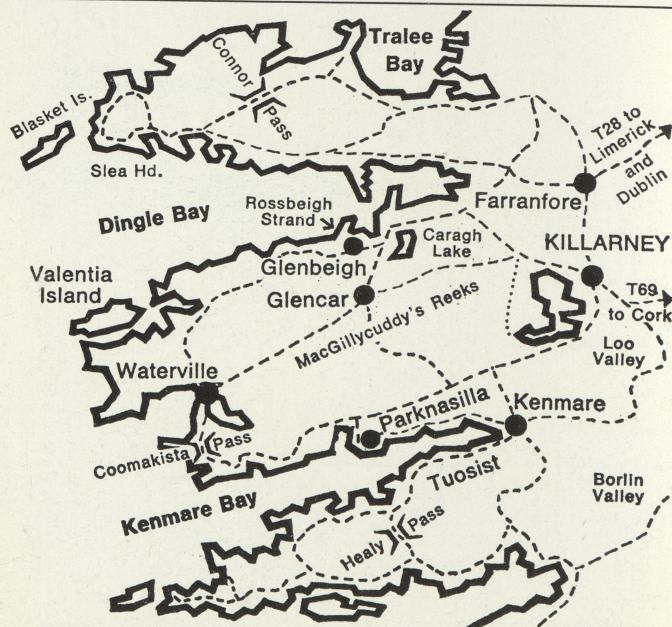 Tralee
Bay
Connor
Pass
Blasket Is.
Slea Hd.
T28 to
Limerick
and
Dublin
Dingle Bay
Rossbeigh
Strand
Farranfore
Caragh
Lake
KILLARNEY
Glenbeigh
Valentia
Island
Glencar
T69
to Cork
MacGillycuddy's Reeks
Loo
Valley
Waterville
Parknasilla
Kenmare
Coomakista
Pass
Kenmare Bay
Tuosist
Borlin
Valley
Healy
Pass